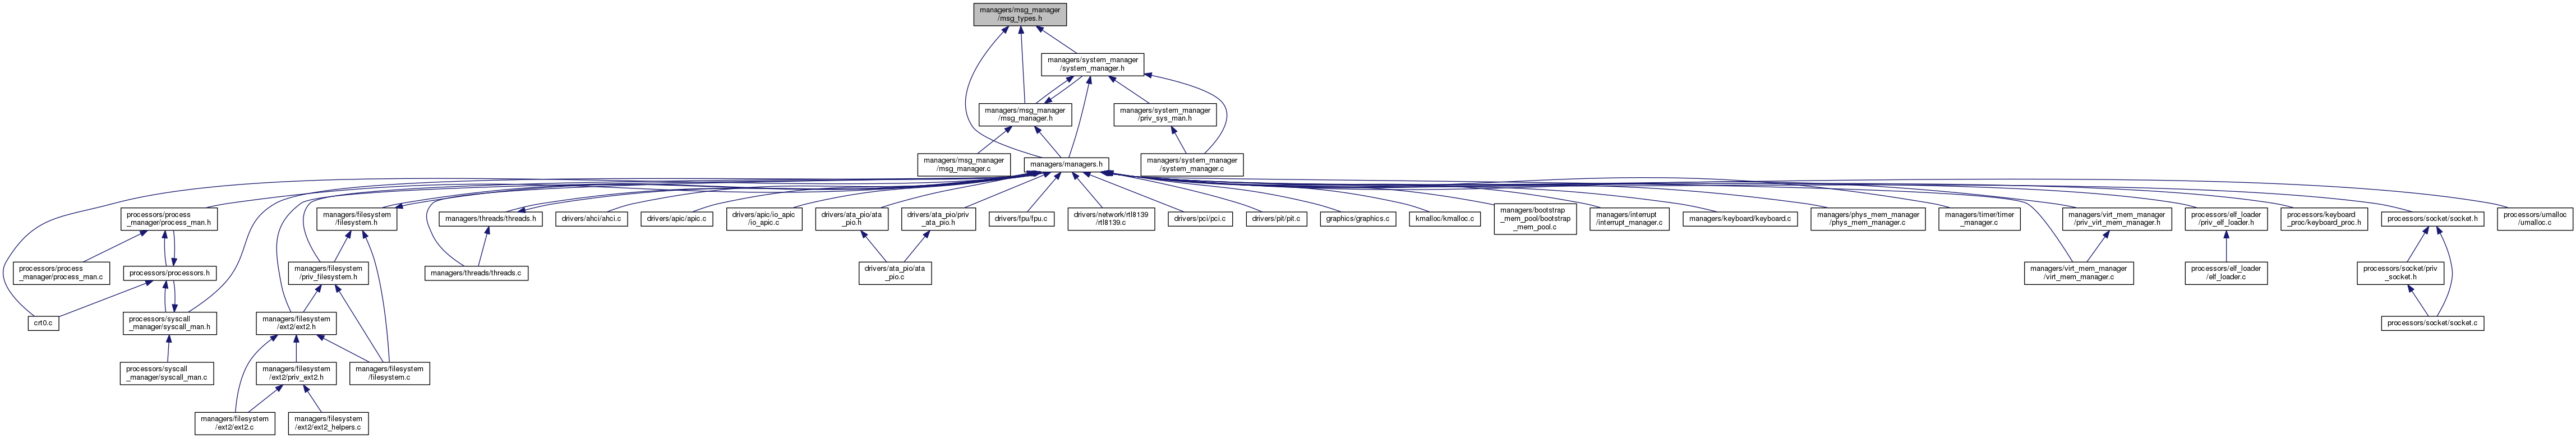 managers/msg_manager
/msg_types.h
managers/system_manager
/system_manager.h
managers/msg_manager
/msg_manager.h
managers/system_manager
/priv_sys_man.h
managers/msg_manager
/msg_manager.c
managers/managers.h
managers/system_manager
/system_manager.c
processors/process
_manager/process_man.h
managers/filesystem
/filesystem.h
managers/threads/threads.h
drivers/ahci/ahci.c
drivers/apic/apic.c
drivers/apic/io_apic
/io_apic.c
drivers/ata_pio/ata
_pio.h
drivers/ata_pio/priv
_ata_pio.h
drivers/fpu/fpu.c
drivers/network/rtl8139
/rtl8139.c
drivers/pci/pci.c
drivers/pit/pit.c
graphics/graphics.c
kmalloc/kmalloc.c
managers/bootstrap
_mem_pool/bootstrap
_mem_pool.c
managers/interrupt
/interrupt_manager.c
managers/keyboard/keyboard.c
managers/phys_mem_manager
/phys_mem_manager.c
managers/timer/timer
_manager.c
managers/virt_mem_manager
/priv_virt_mem_manager.h
processors/elf_loader
/priv_elf_loader.h
processors/keyboard
_proc/keyboard_proc.h
processors/socket/socket.h
processors/umalloc
/umalloc.c
processors/process
_manager/process_man.c
processors/processors.h
managers/filesystem
/priv_filesystem.h
managers/threads/threads.c
drivers/ata_pio/ata
_pio.c
managers/virt_mem_manager
/virt_mem_manager.c
processors/elf_loader
/elf_loader.c
processors/socket/priv
_socket.h
crt0.c
processors/syscall
_manager/syscall_man.h
managers/filesystem
/ext2/ext2.h
processors/socket/socket.c
processors/syscall
_manager/syscall_man.c
managers/filesystem
/ext2/priv_ext2.h
managers/filesystem
/filesystem.c
managers/filesystem
/ext2/ext2.c
managers/filesystem
/ext2/ext2_helpers.c